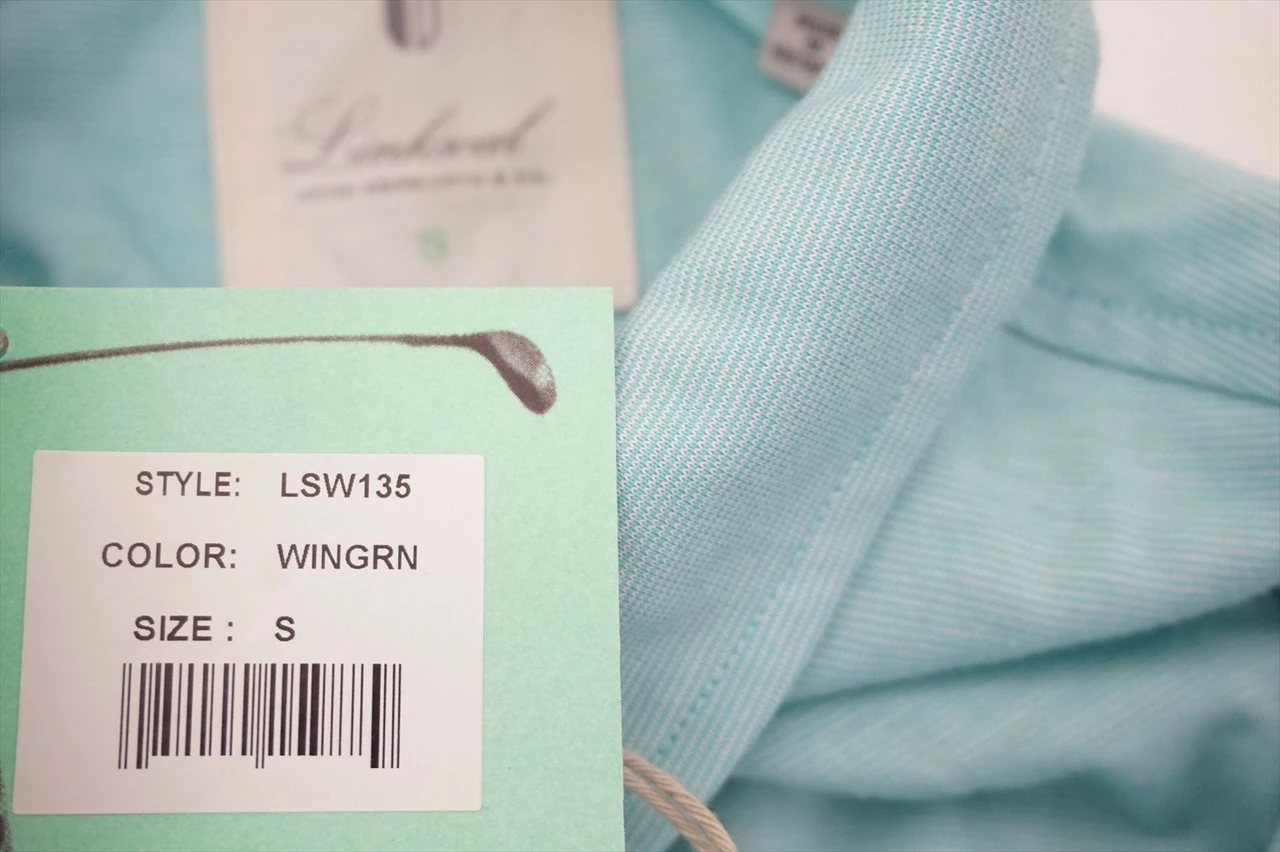 Linksoul
S
STYLE: LSW135
COLOR: WINGRN
SIZE : S